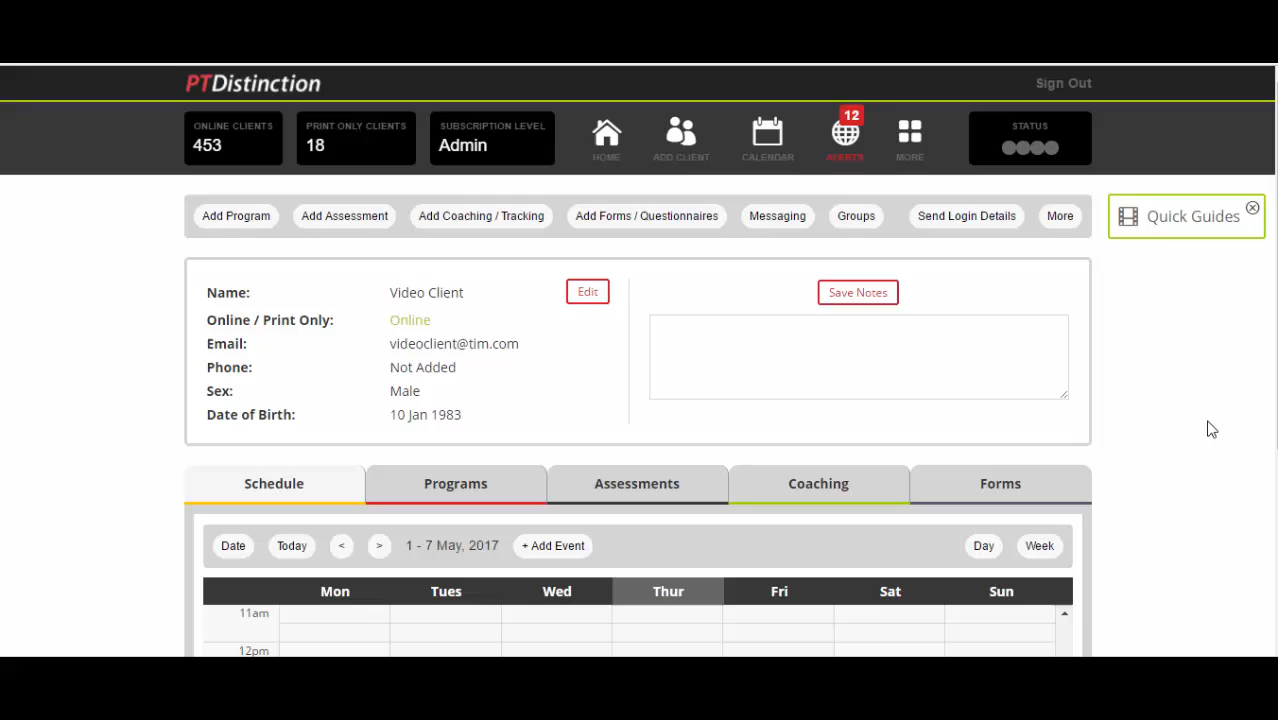 PTDistinction Sign Out
ONLINE CLIENTS PRINT ONLY CLIENTS SUBSCRIPTION LEVEL 12 STATUS
453 18 Admin
HOME ADD CLIENT CALENDAR ALERTS MORE
Add Program Add Assessment Add Coaching / Tracking Add Forms / Questionnaires Messaging Groups Send Login Details More Quick Guides
Name: Video Client Edit Save Notes
Online / Print Only: Online
Email: videoclient@tim.com
Phone: Not Added
Sex: Male
Date of Birth: 10 Jan 1983
Schedule Programs Assessments Coaching Forms
Date Today < > 1 - 7 May, 2017 + Add Event Day Week
Mon Tues Wed Thur Fri Sat Sun
11am
12pm